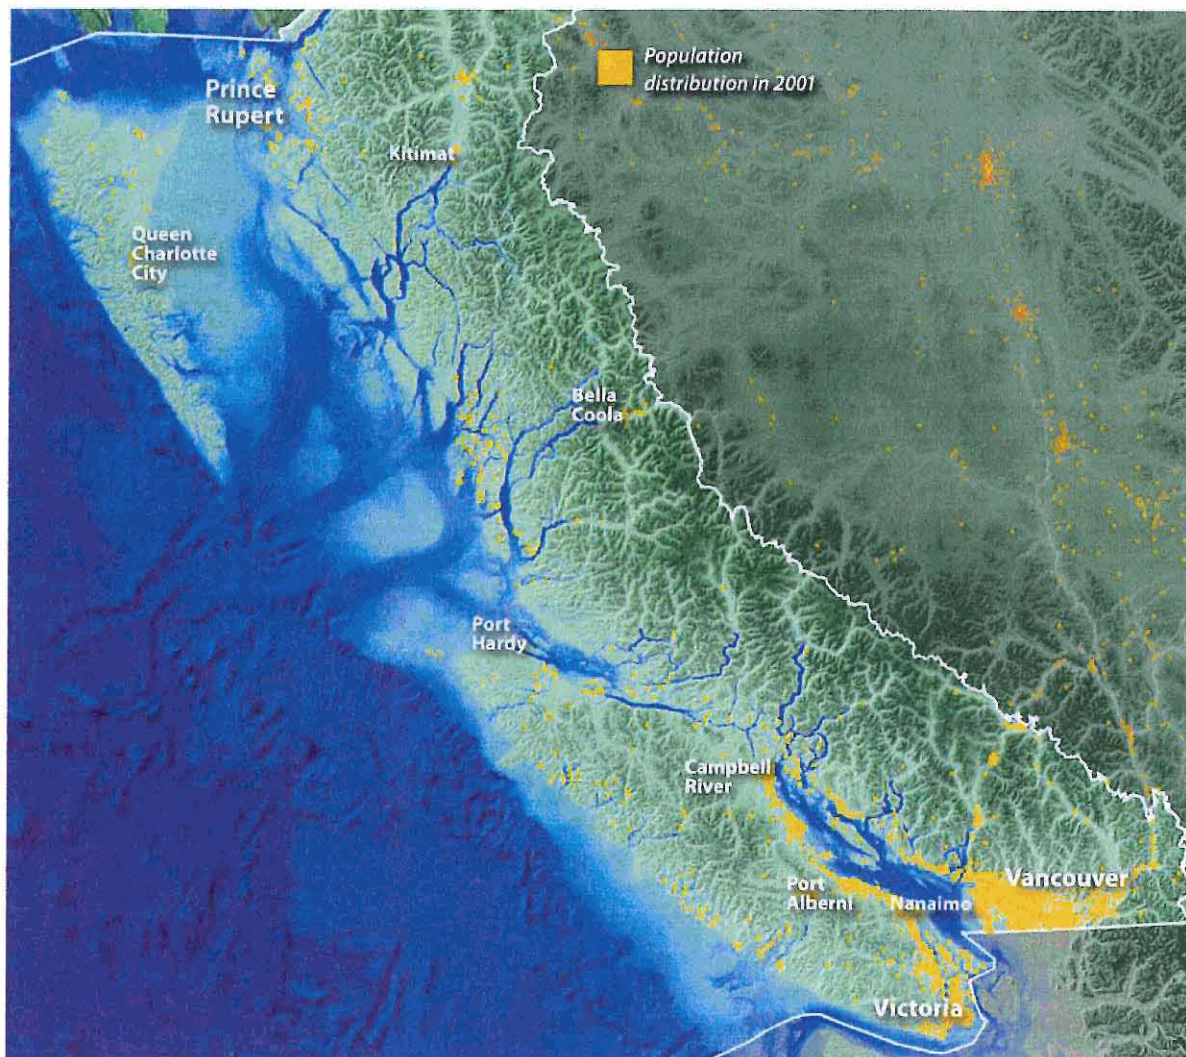 Population
distribution in 2001
Prince
Rupert
Kitimat
Queen
Charlotte
City
Bella
Coola
Port
Hardy
Campbell
River
Port
Alberni
Nanaimo
Vancouver
Victoria